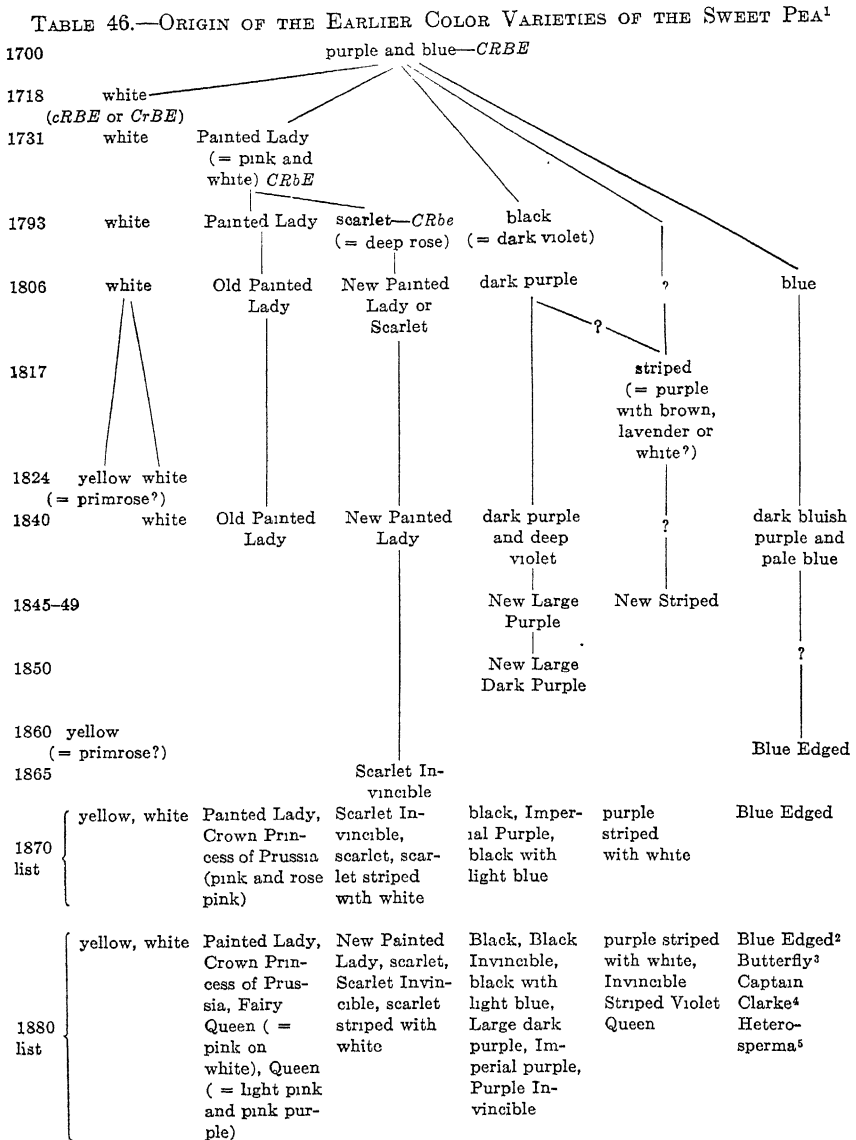 TABLE 46.—ORIGIN OF THE EARLIER COLOR VARIETIES OF THE SWEET PEA¹
1700 purple and blue—CRBE
1718 white
(cRBE or CrBE)
1731 white Painted Lady
(= pink and
white) CRbE
1793 white Painted Lady scarlet—CRbe black
(= deep rose) (= dark violet)
1806 white Old Painted New Painted dark purple ? blue
Lady Lady or
Scarlet
?
1817 striped
(= purple
with brown,
lavender or
white?)
1824 yellow white
(= primrose?)
1840 white Old Painted New Painted dark purple ? dark bluish
Lady Lady and deep purple and
violet pale blue
1845–49 New Large New Striped
Purple
?
1850 New Large
Dark Purple
1860 yellow
(= primrose?) Blue Edged
1865 Scarlet In-
vincible
1870
list
yellow, white
Painted Lady,
Crown Prin-
cess of Prussia
(pink and rose
pink)
Scarlet In-
vincible,
scarlet, scar-
let striped
with white
black, Imper-
ial Purple,
black with
light blue
purple
striped
with white
Blue Edged
1880
list
yellow, white
Painted Lady,
Crown Prin-
cess of Prus-
sia, Fairy
Queen ( =
pink on
white), Queen
( = light pink
and pink pur-
ple)
New Painted
Lady, scarlet,
Scarlet Invin-
cible, scarlet
striped with
white
Black, Black
Invincible,
black with
light blue,
Large dark
purple, Im-
perial purple,
Purple In-
vincible
purple striped
with white,
Invincible
Striped Violet
Queen
Blue Edged²
Butterfly³
Captain
Clarke⁴
Hetero-
sperma⁵